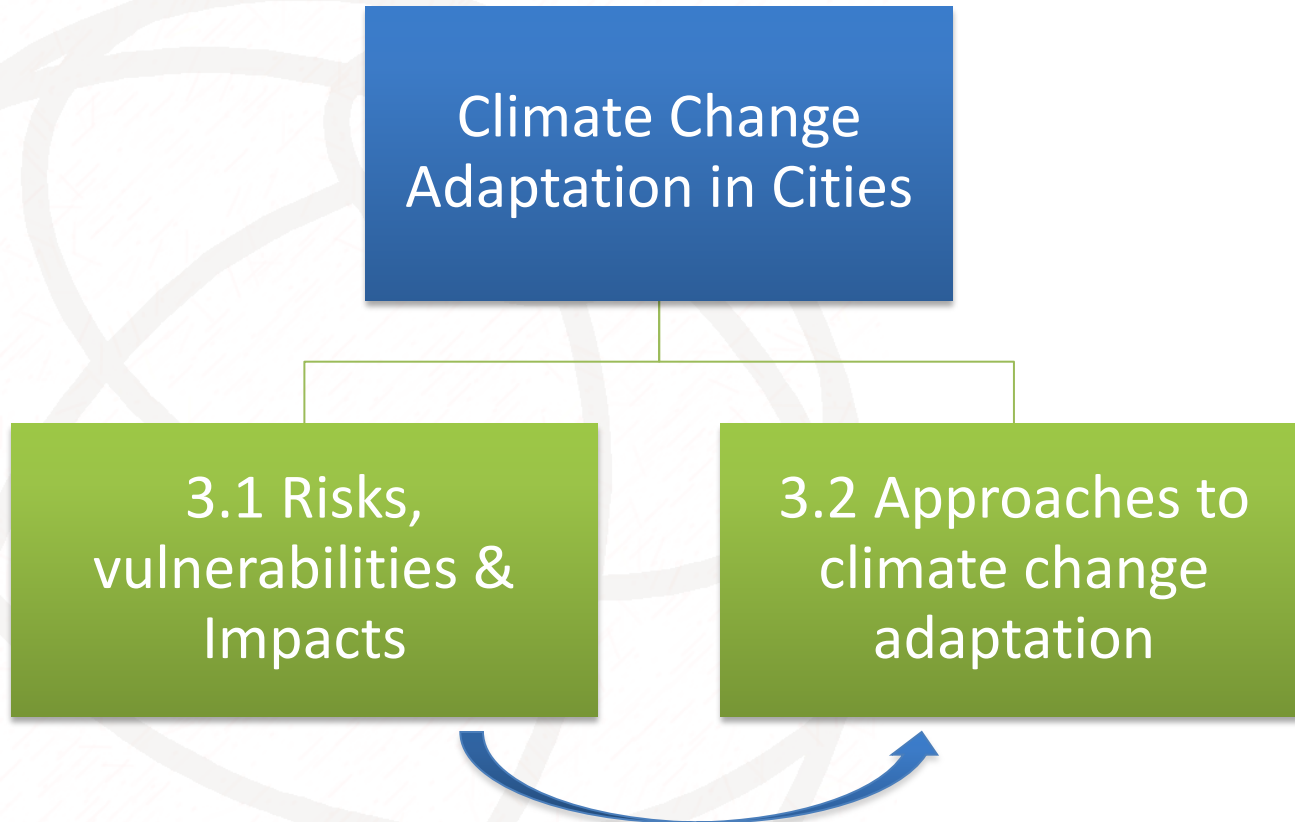 Climate Change
Adaptation in Cities
3.1 Risks,
vulnerabilities &
Impacts
3.2 Approaches to
climate change
adaptation